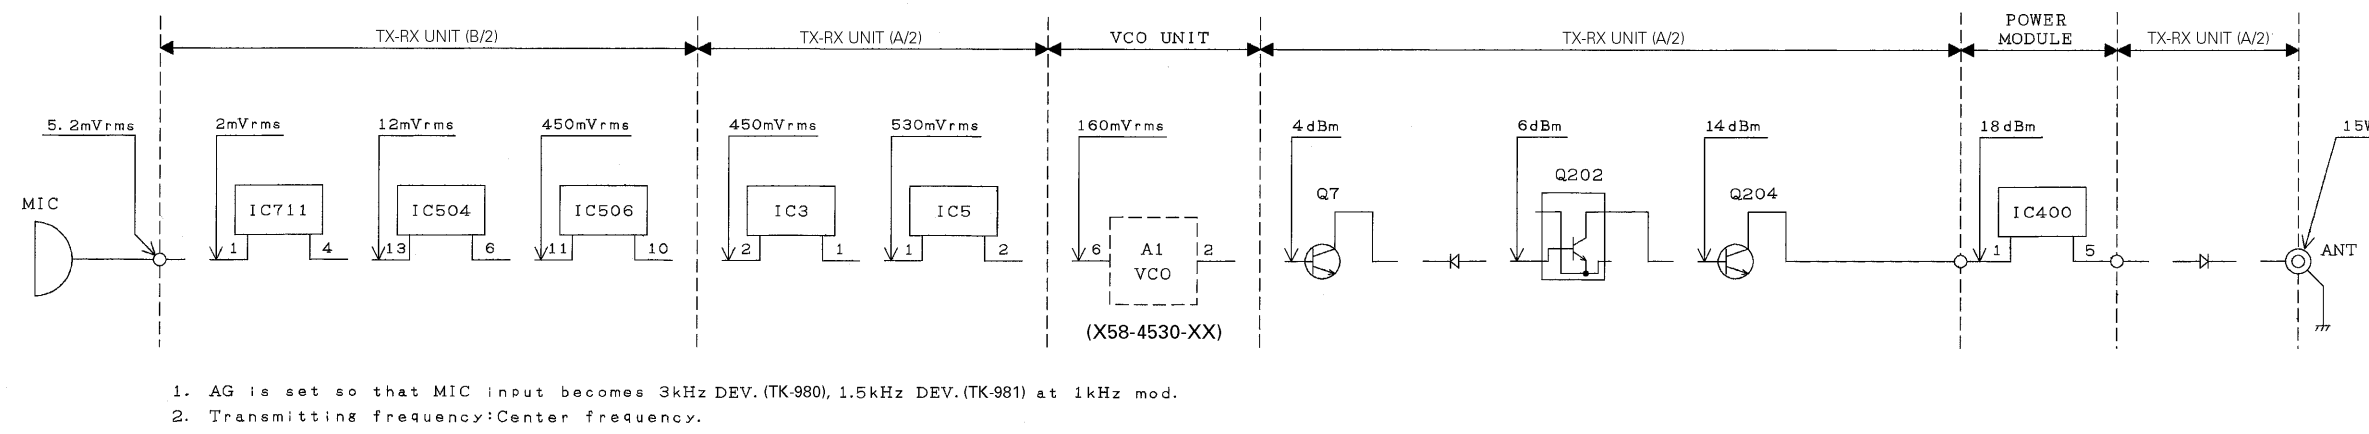 POWER
TX-RX UNIT (B/2) TX-RX UNIT (A/2) VCO UNIT TX-RX UNIT (A/2) MODULE TX-RX UNIT (A/2)
5.2mVrms 2mVrms 12mVrms 450mVrms 450mVrms 530mVrms 160mVrms 4dBm 6dBm 14dBm 18dBm 15W
Q202
MIC Q7 Q204
IC711 IC504 IC506 IC3 IC5 IC400
1 4 13 6 11 10 2 1 1 2 6 A1 2 1 5 ANT
VCO
(X58-4530-XX)
1. AG is set so that MIC input becomes 3kHz DEV. (TK-980), 1.5kHz DEV. (TK-981) at 1kHz mod.
2. Transmitting frequency:Center frequency.